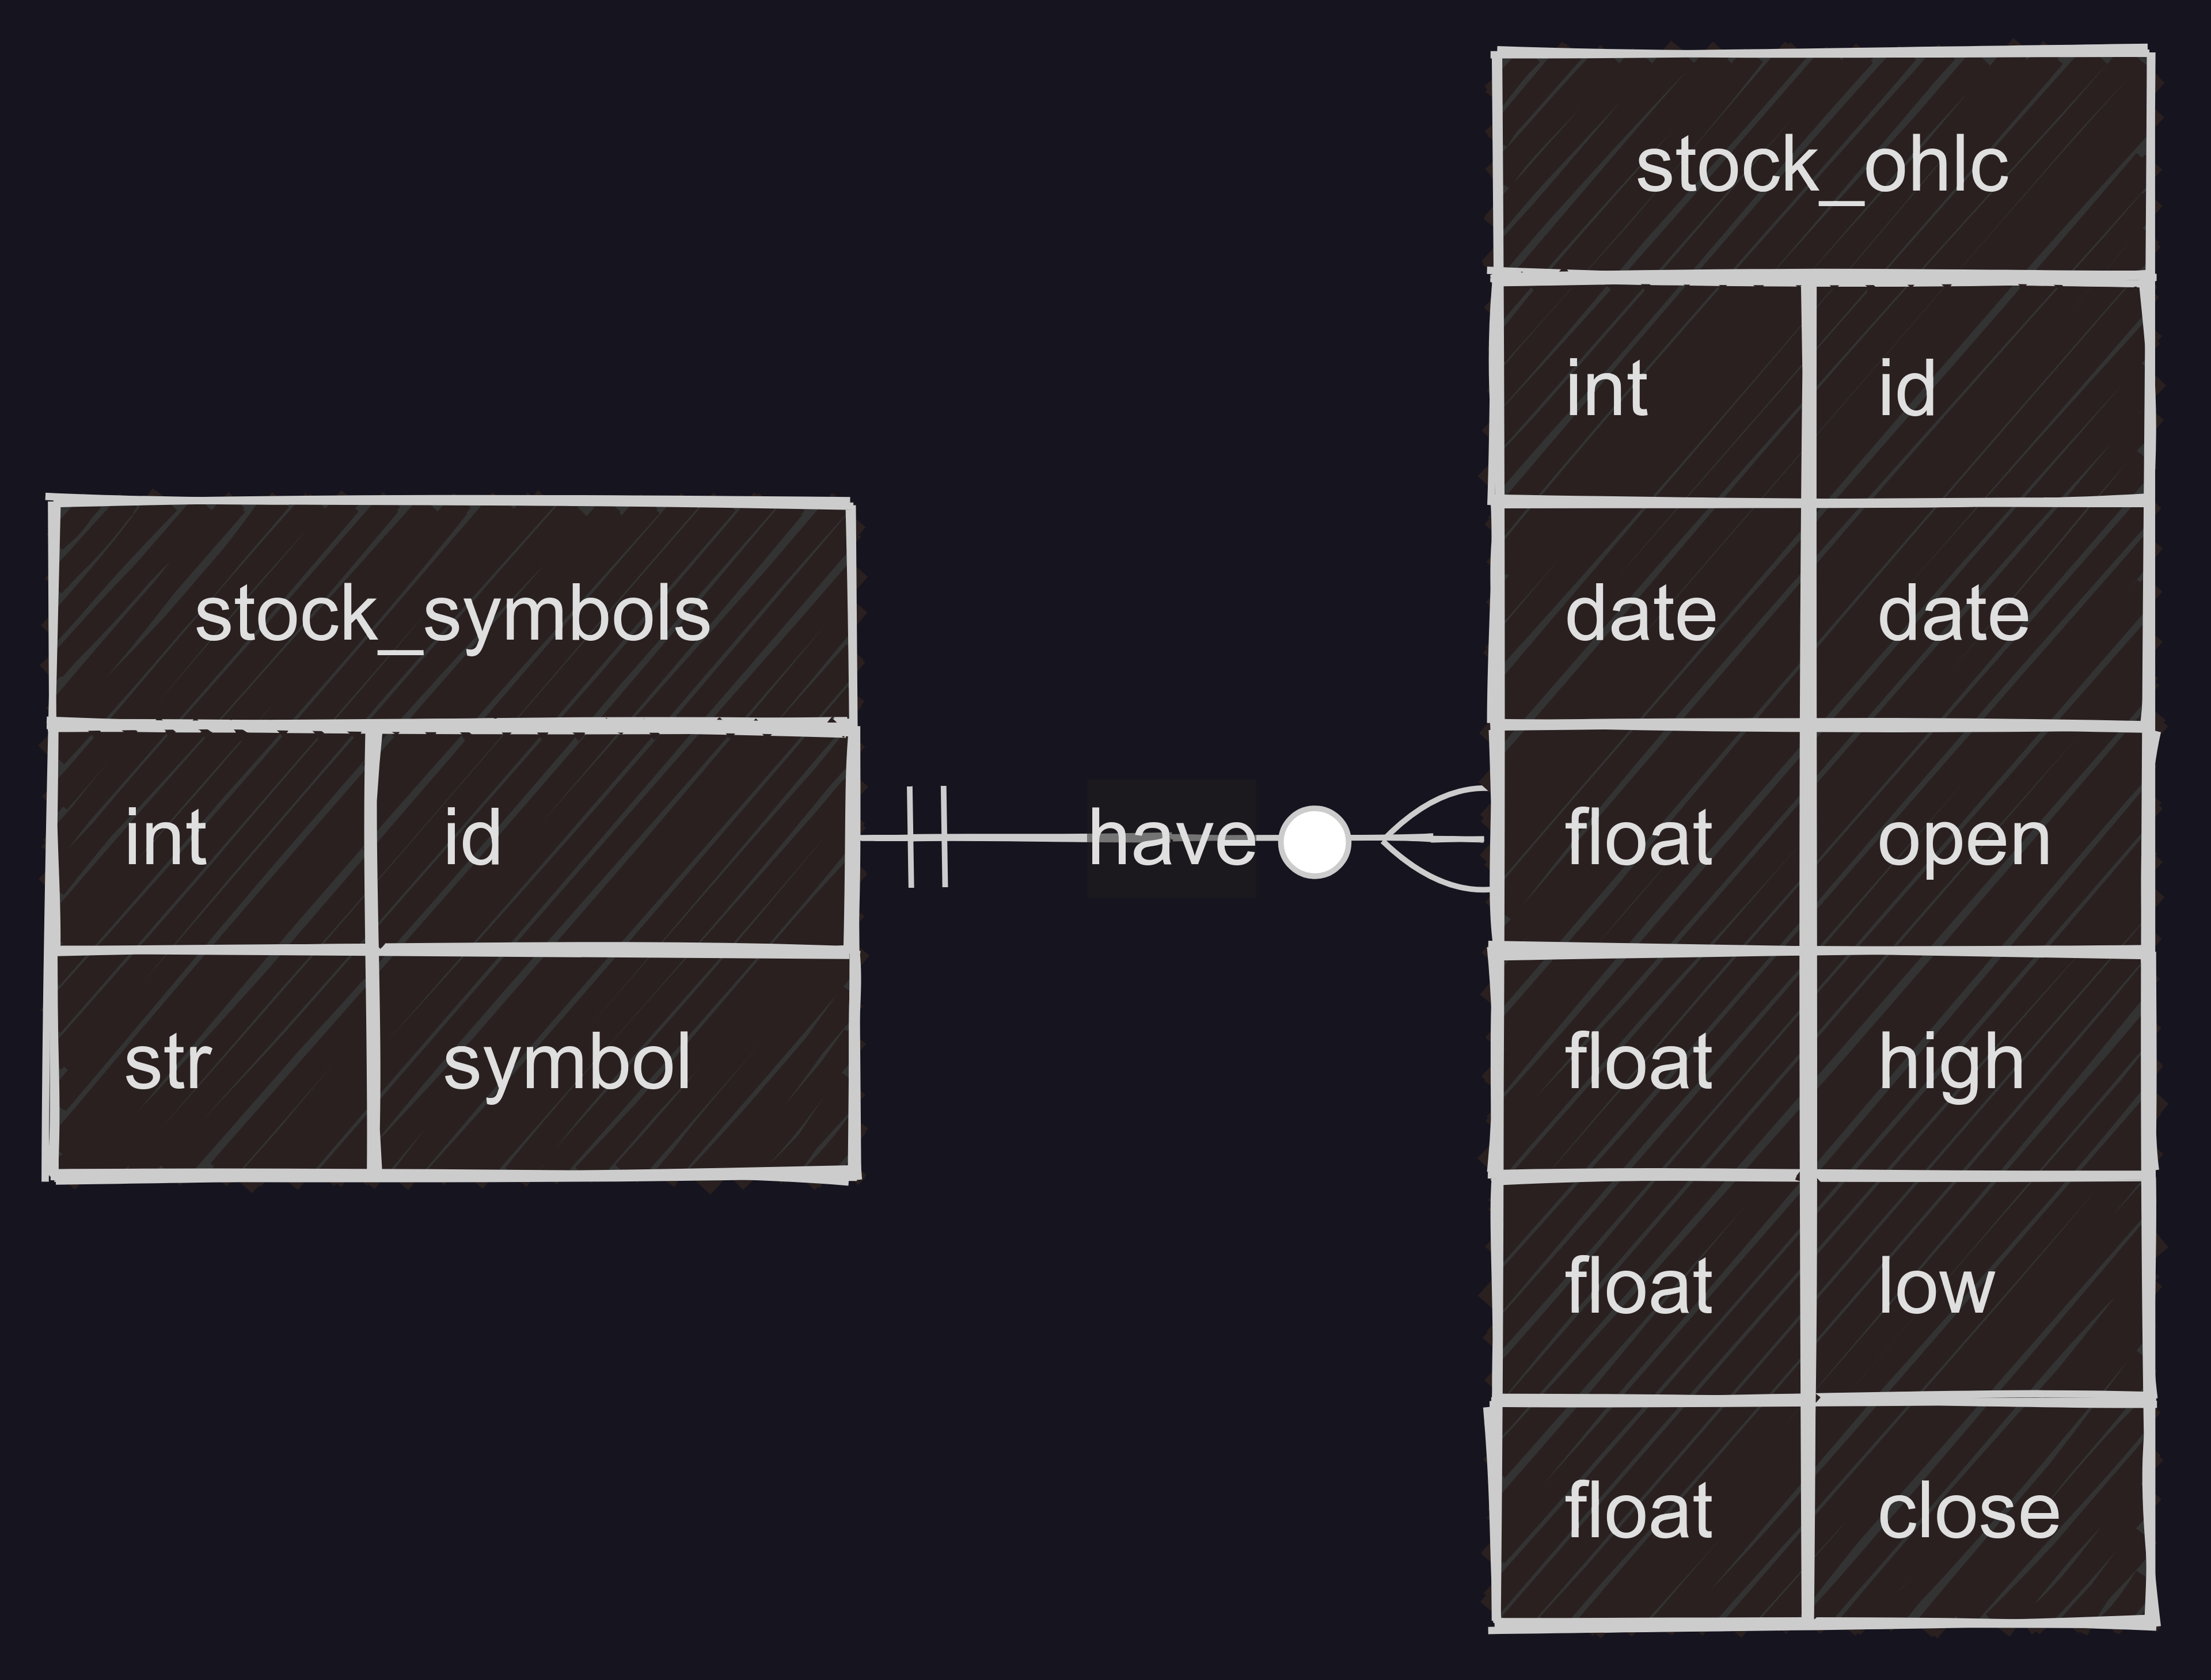 stock_symbols
int id
str symbol
have
stock_ohlc
int id
date date
float open
float high
float low
float close